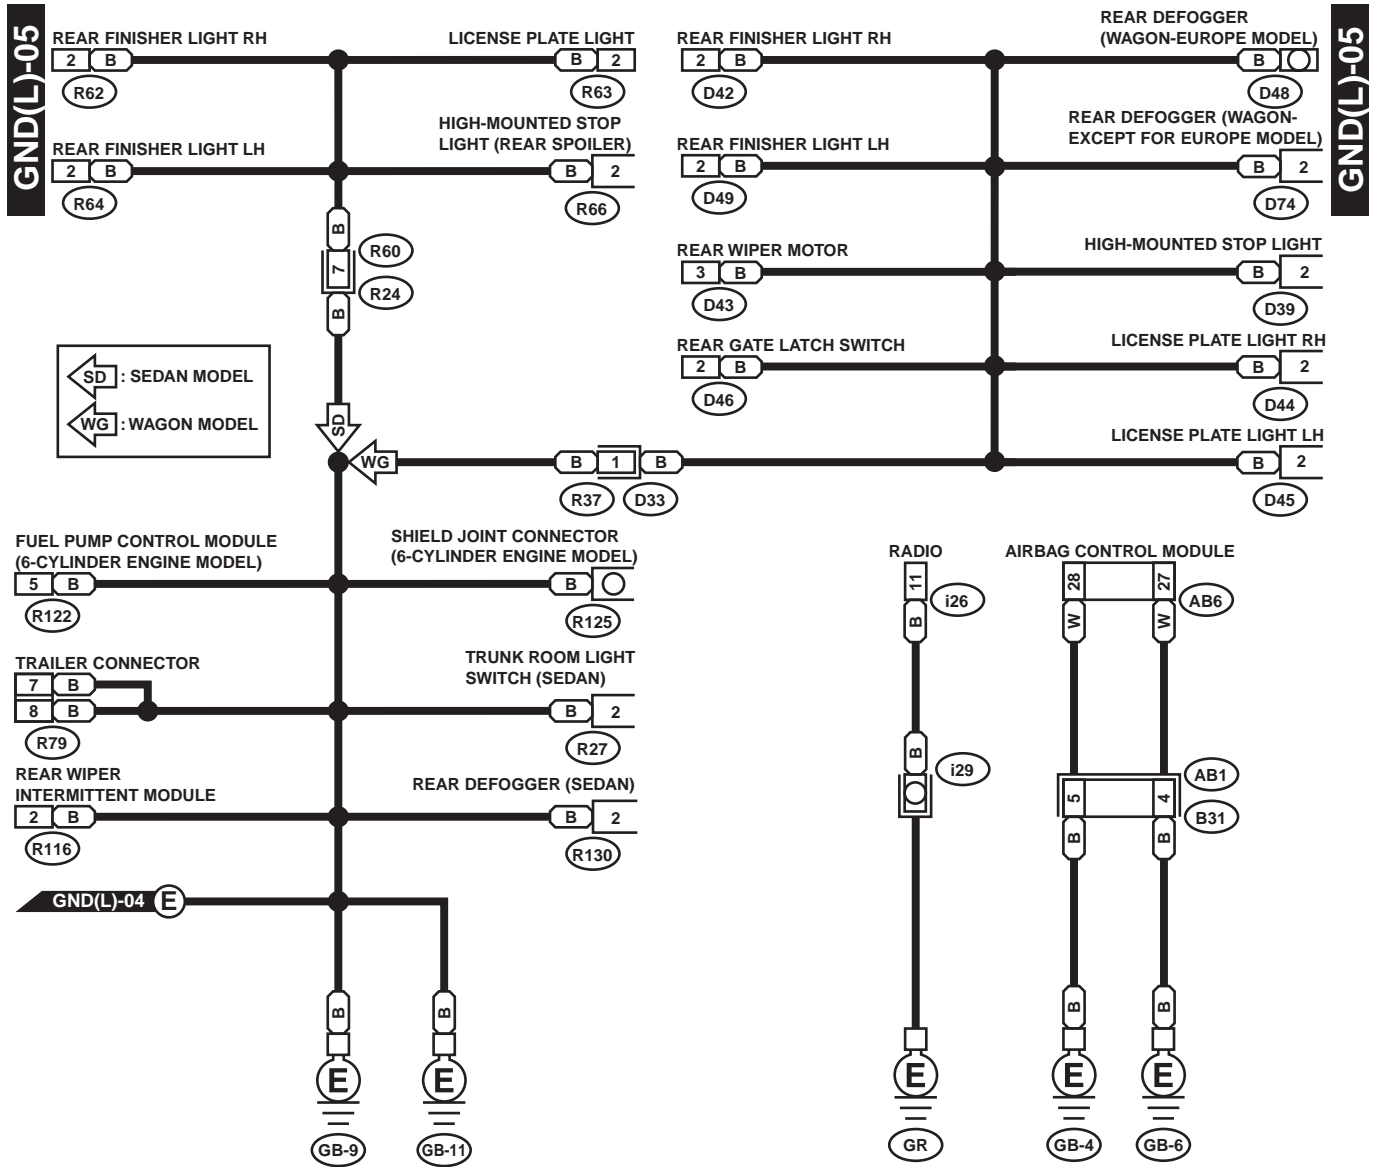 GND(L)-05
REAR FINISHER LIGHT RH
2 B
R62
LICENSE PLATE LIGHT
B 2
R63
REAR FINISHER LIGHT LH
2 B
R64
HIGH-MOUNTED STOP
LIGHT (REAR SPOILER)
B 2
R66
B
7
B
R60
R24
SD : SEDAN MODEL
WG : WAGON MODEL
SD
WG
B 1 B
R37 D33
REAR FINISHER LIGHT RH
2 B
D42
REAR DEFOGGER
(WAGON-EUROPE MODEL)
B
D48
GND(L)-05
REAR FINISHER LIGHT LH
2 B
D49
REAR DEFOGGER (WAGON-
EXCEPT FOR EUROPE MODEL)
B 2
D74
REAR WIPER MOTOR
3 B
D43
HIGH-MOUNTED STOP LIGHT
B 2
D39
REAR GATE LATCH SWITCH
2 B
D46
LICENSE PLATE LIGHT RH
B 2
D44
LICENSE PLATE LIGHT LH
B 2
D45
FUEL PUMP CONTROL MODULE
(6-CYLINDER ENGINE MODEL)
5 B
R122
SHIELD JOINT CONNECTOR
(6-CYLINDER ENGINE MODEL)
B
R125
TRAILER CONNECTOR
7 B
8 B
R79
TRUNK ROOM LIGHT
SWITCH (SEDAN)
B 2
R27
REAR WIPER
INTERMITTENT MODULE
2 B
R116
REAR DEFOGGER (SEDAN)
B 2
R130
GND(L)-04 E
B
E
GB-9
B
E
GB-11
RADIO
11
B
i26
B
i29
E
GR
AIRBAG CONTROL MODULE
28 27
W W
AB6
5 4
B B
AB1
B31
B B
E E
GB-4 GB-6